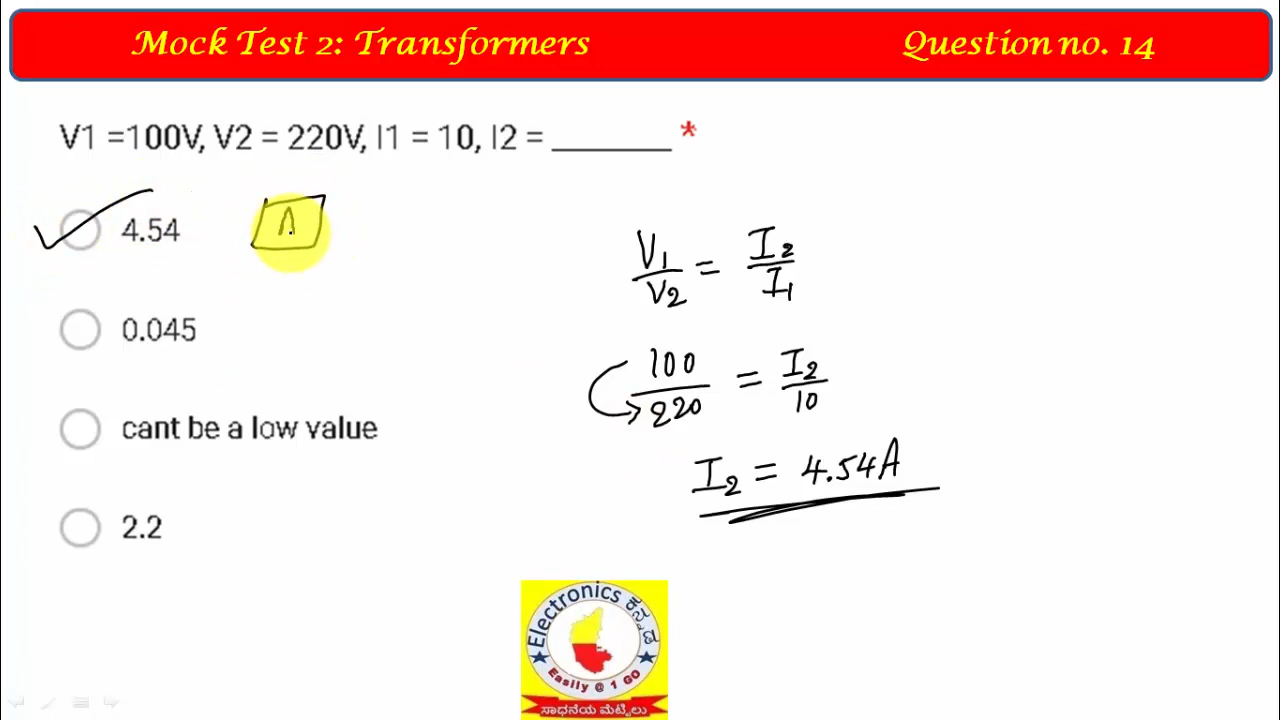 Mock Test 2: Transformers Question no. 14
V1 =100V, V2 = 220V, I1 = 10, I2 = _______ *
4.54 A
0.045
cant be a low value
2.2
V1/V2 = I2/I1
100/220 = I2/10
I2 = 4.54A
Electronics ಕನ್ನಡ
Easily @ 1 GO
ಸಾಧನೆಯ ಮೆಟ್ಟಿಲು